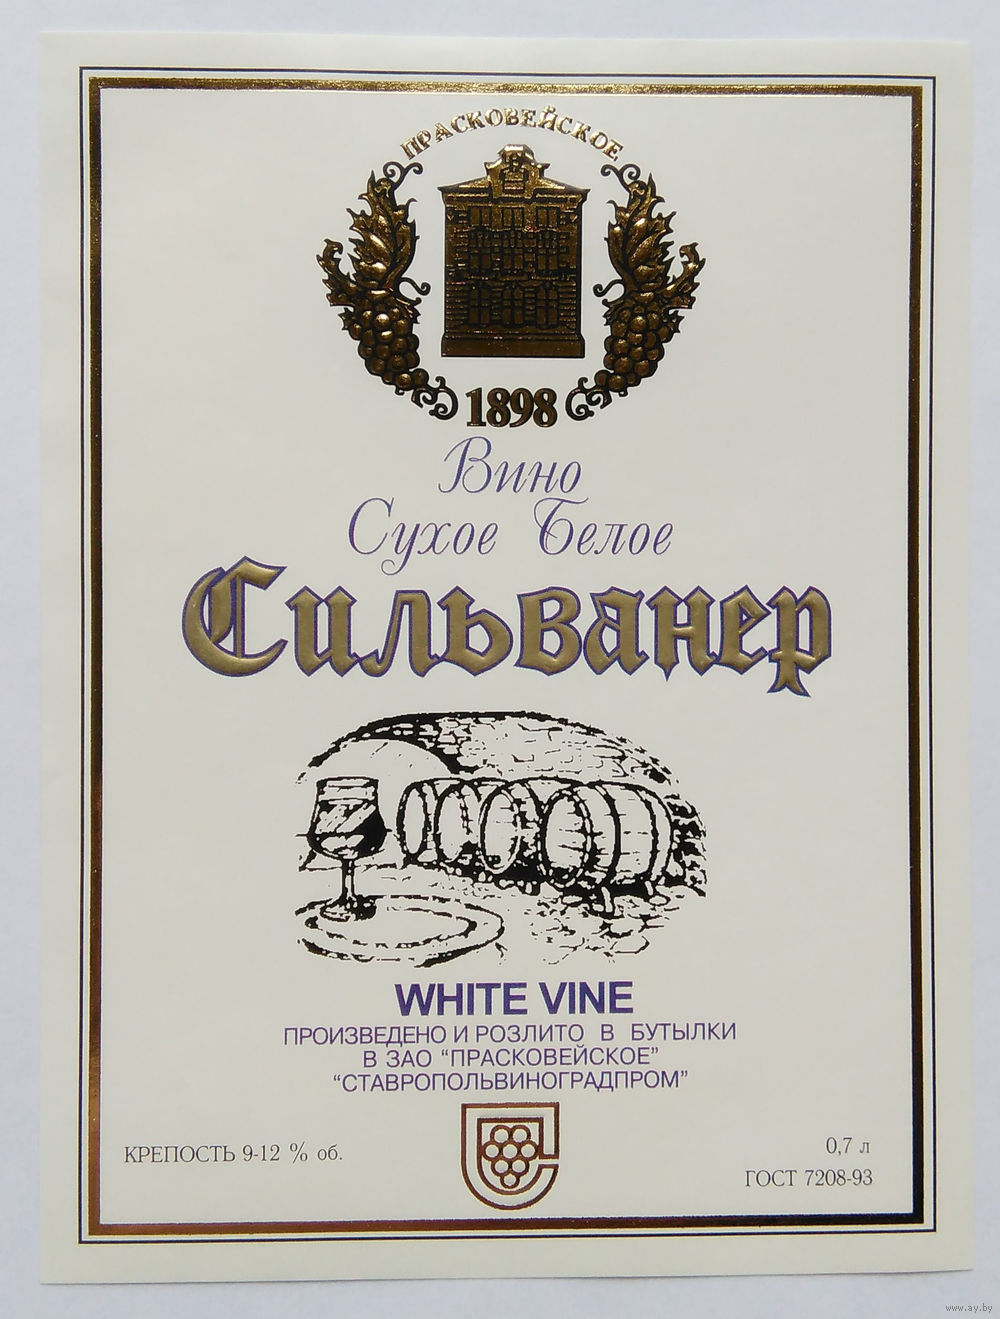 ПРАСКОВЕЙСКОЕ
1898
Вино
Сухое Белое
Сильванер
WHITE VINE
ПРОИЗВЕДЕНО И РОЗЛИТО В БУТЫЛКИ
В ЗАО "ПРАСКОВЕЙСКОЕ"
"СТАВРОПОЛЬВИНОГРАДПРОМ"
КРЕПОСТЬ 9-12 % об.
0,7 л
ГОСТ 7208-93
www.ay.by